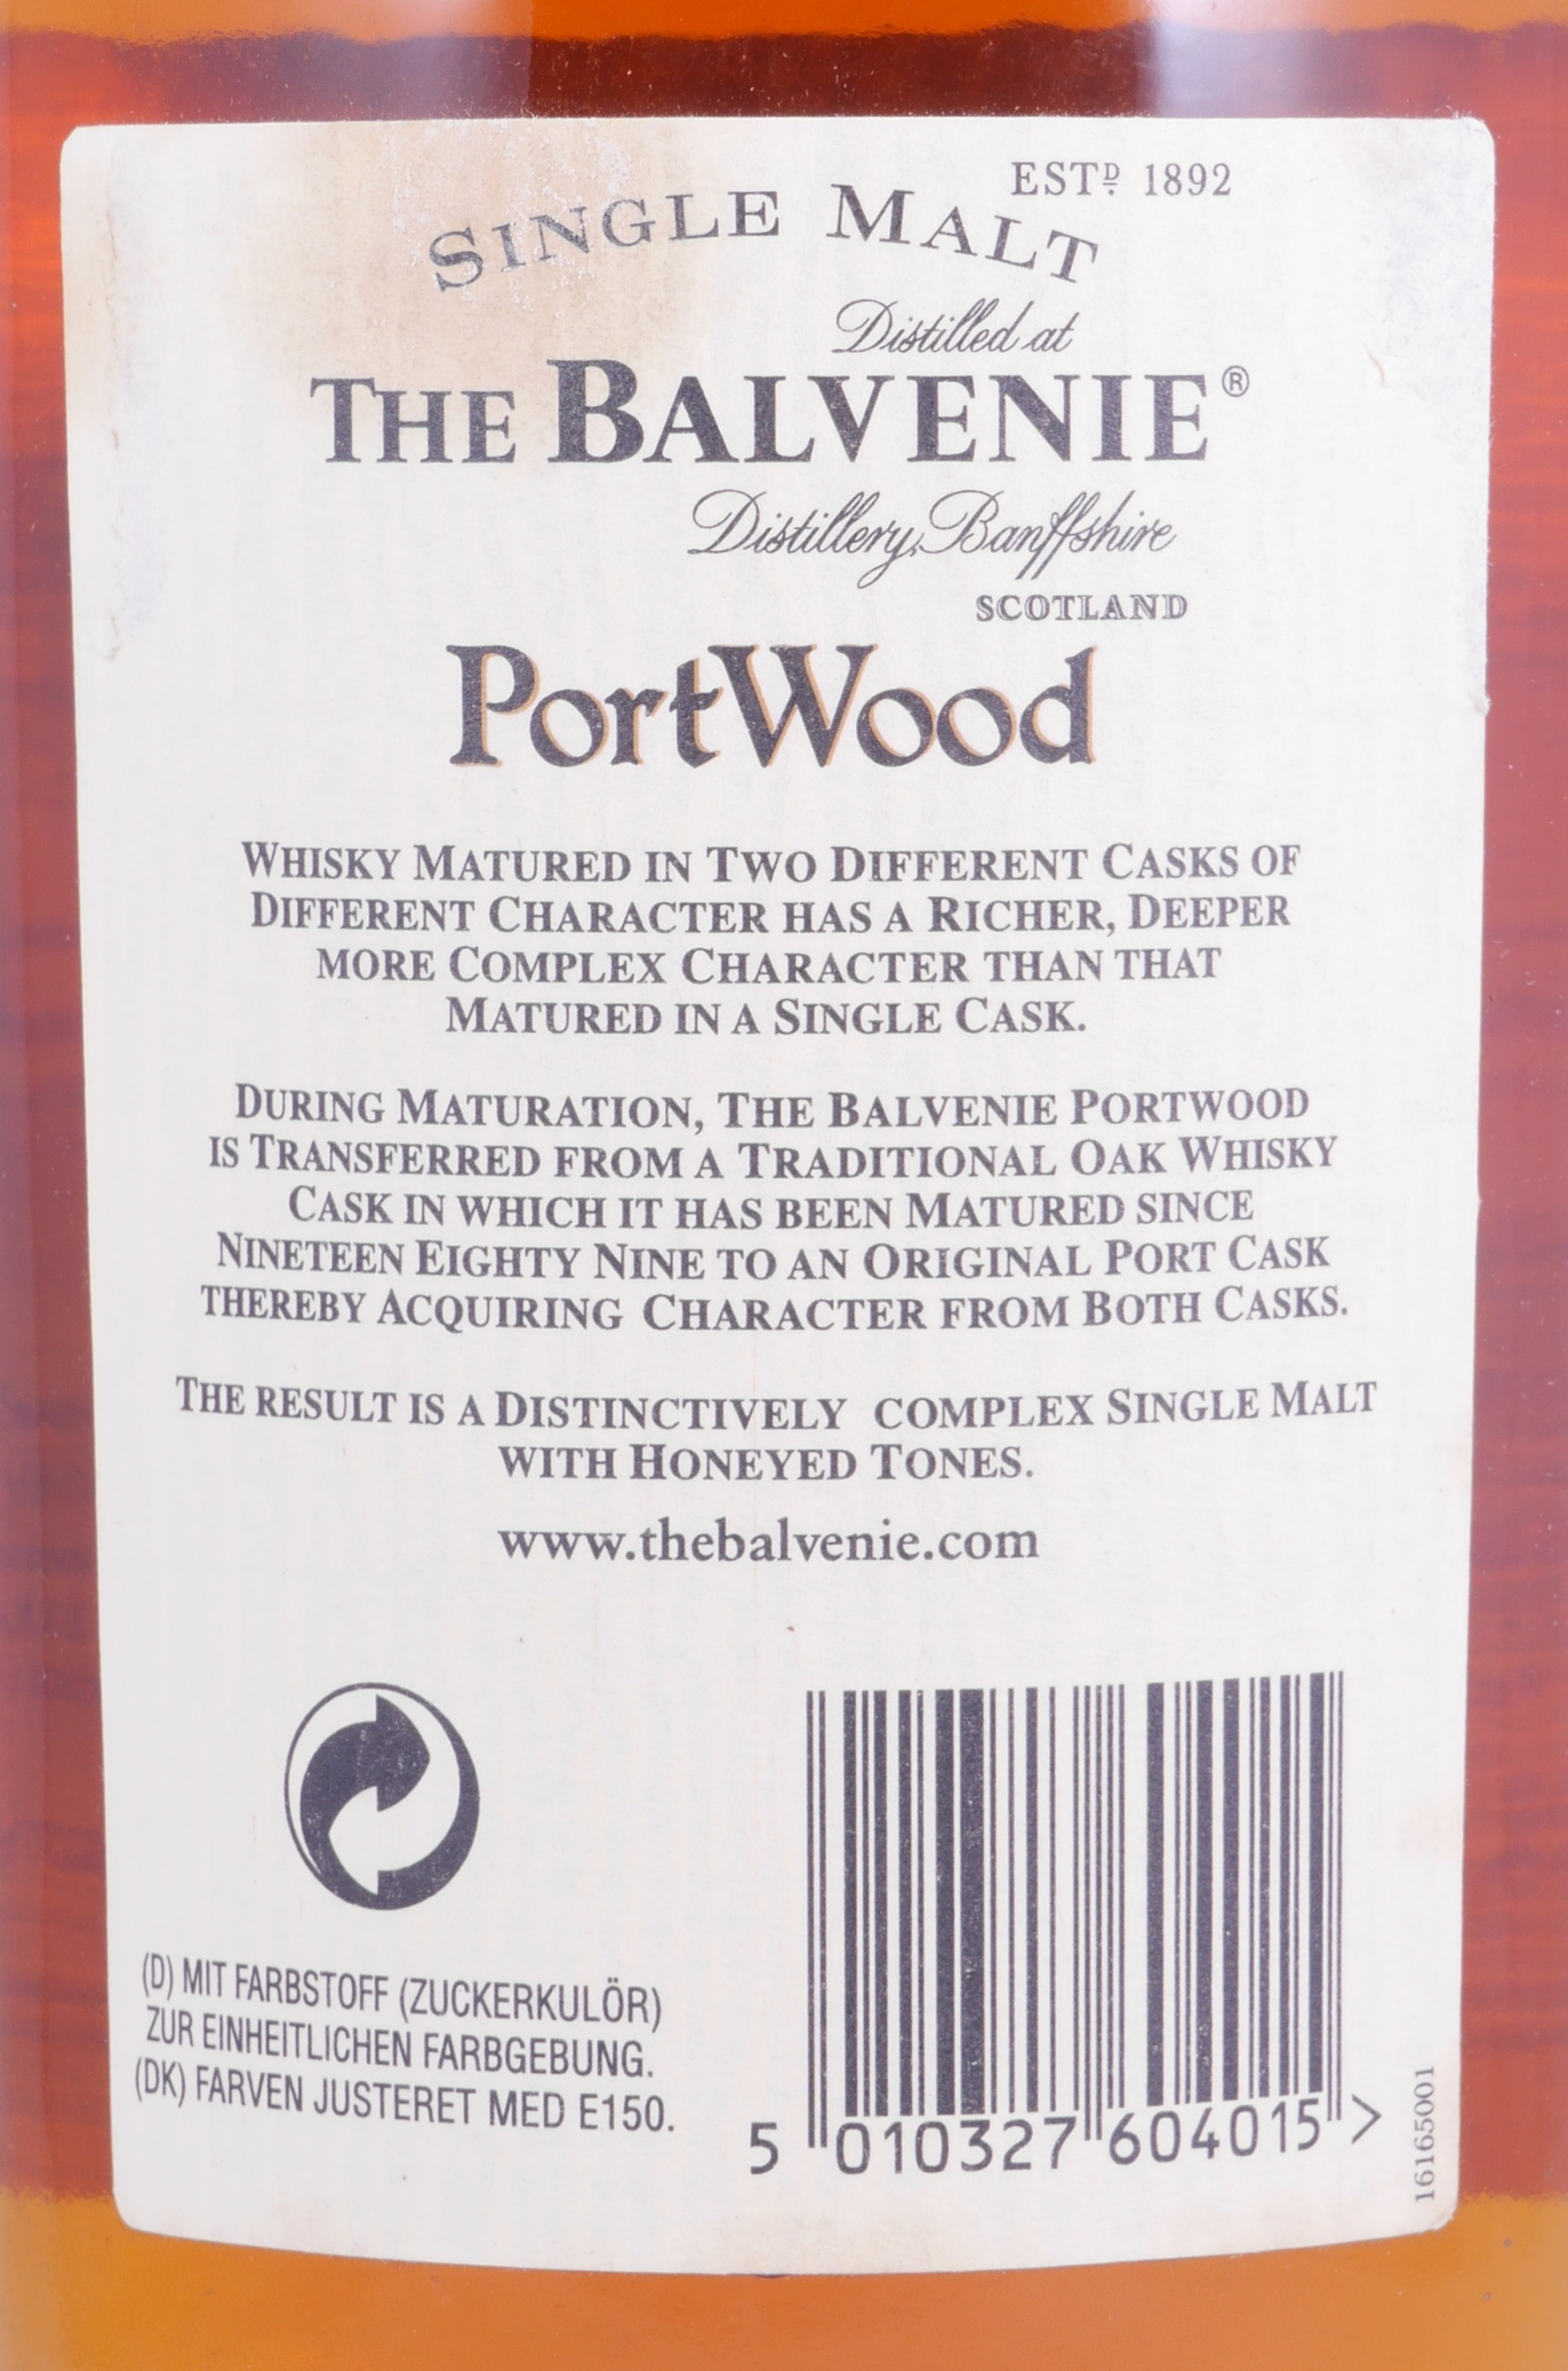 ESTD 1892
SINGLE MALT
Distilled at
THE BALVENIE®
Distillery, Banffshire
SCOTLAND
PortWood
WHISKY MATURED IN TWO DIFFERENT CASKS OF
DIFFERENT CHARACTER HAS A RICHER, DEEPER
MORE COMPLEX CHARACTER THAN THAT
MATURED IN A SINGLE CASK.
DURING MATURATION, THE BALVENIE PORTWOOD
IS TRANSFERRED FROM A TRADITIONAL OAK WHISKY
CASK IN WHICH IT HAS BEEN MATURED SINCE
NINETEEN EIGHTY NINE TO AN ORIGINAL PORT CASK
THEREBY ACQUIRING CHARACTER FROM BOTH CASKS.
THE RESULT IS A DISTINCTIVELY COMPLEX SINGLE MALT
WITH HONEYED TONES.
www.thebalvenie.com
(D) MIT FARBSTOFF (ZUCKERKULÖR)
ZUR EINHEITLICHEN FARBGEBUNG.
(DK) FARVEN JUSTERET MED E150.
5 010327 604015 >
16165001